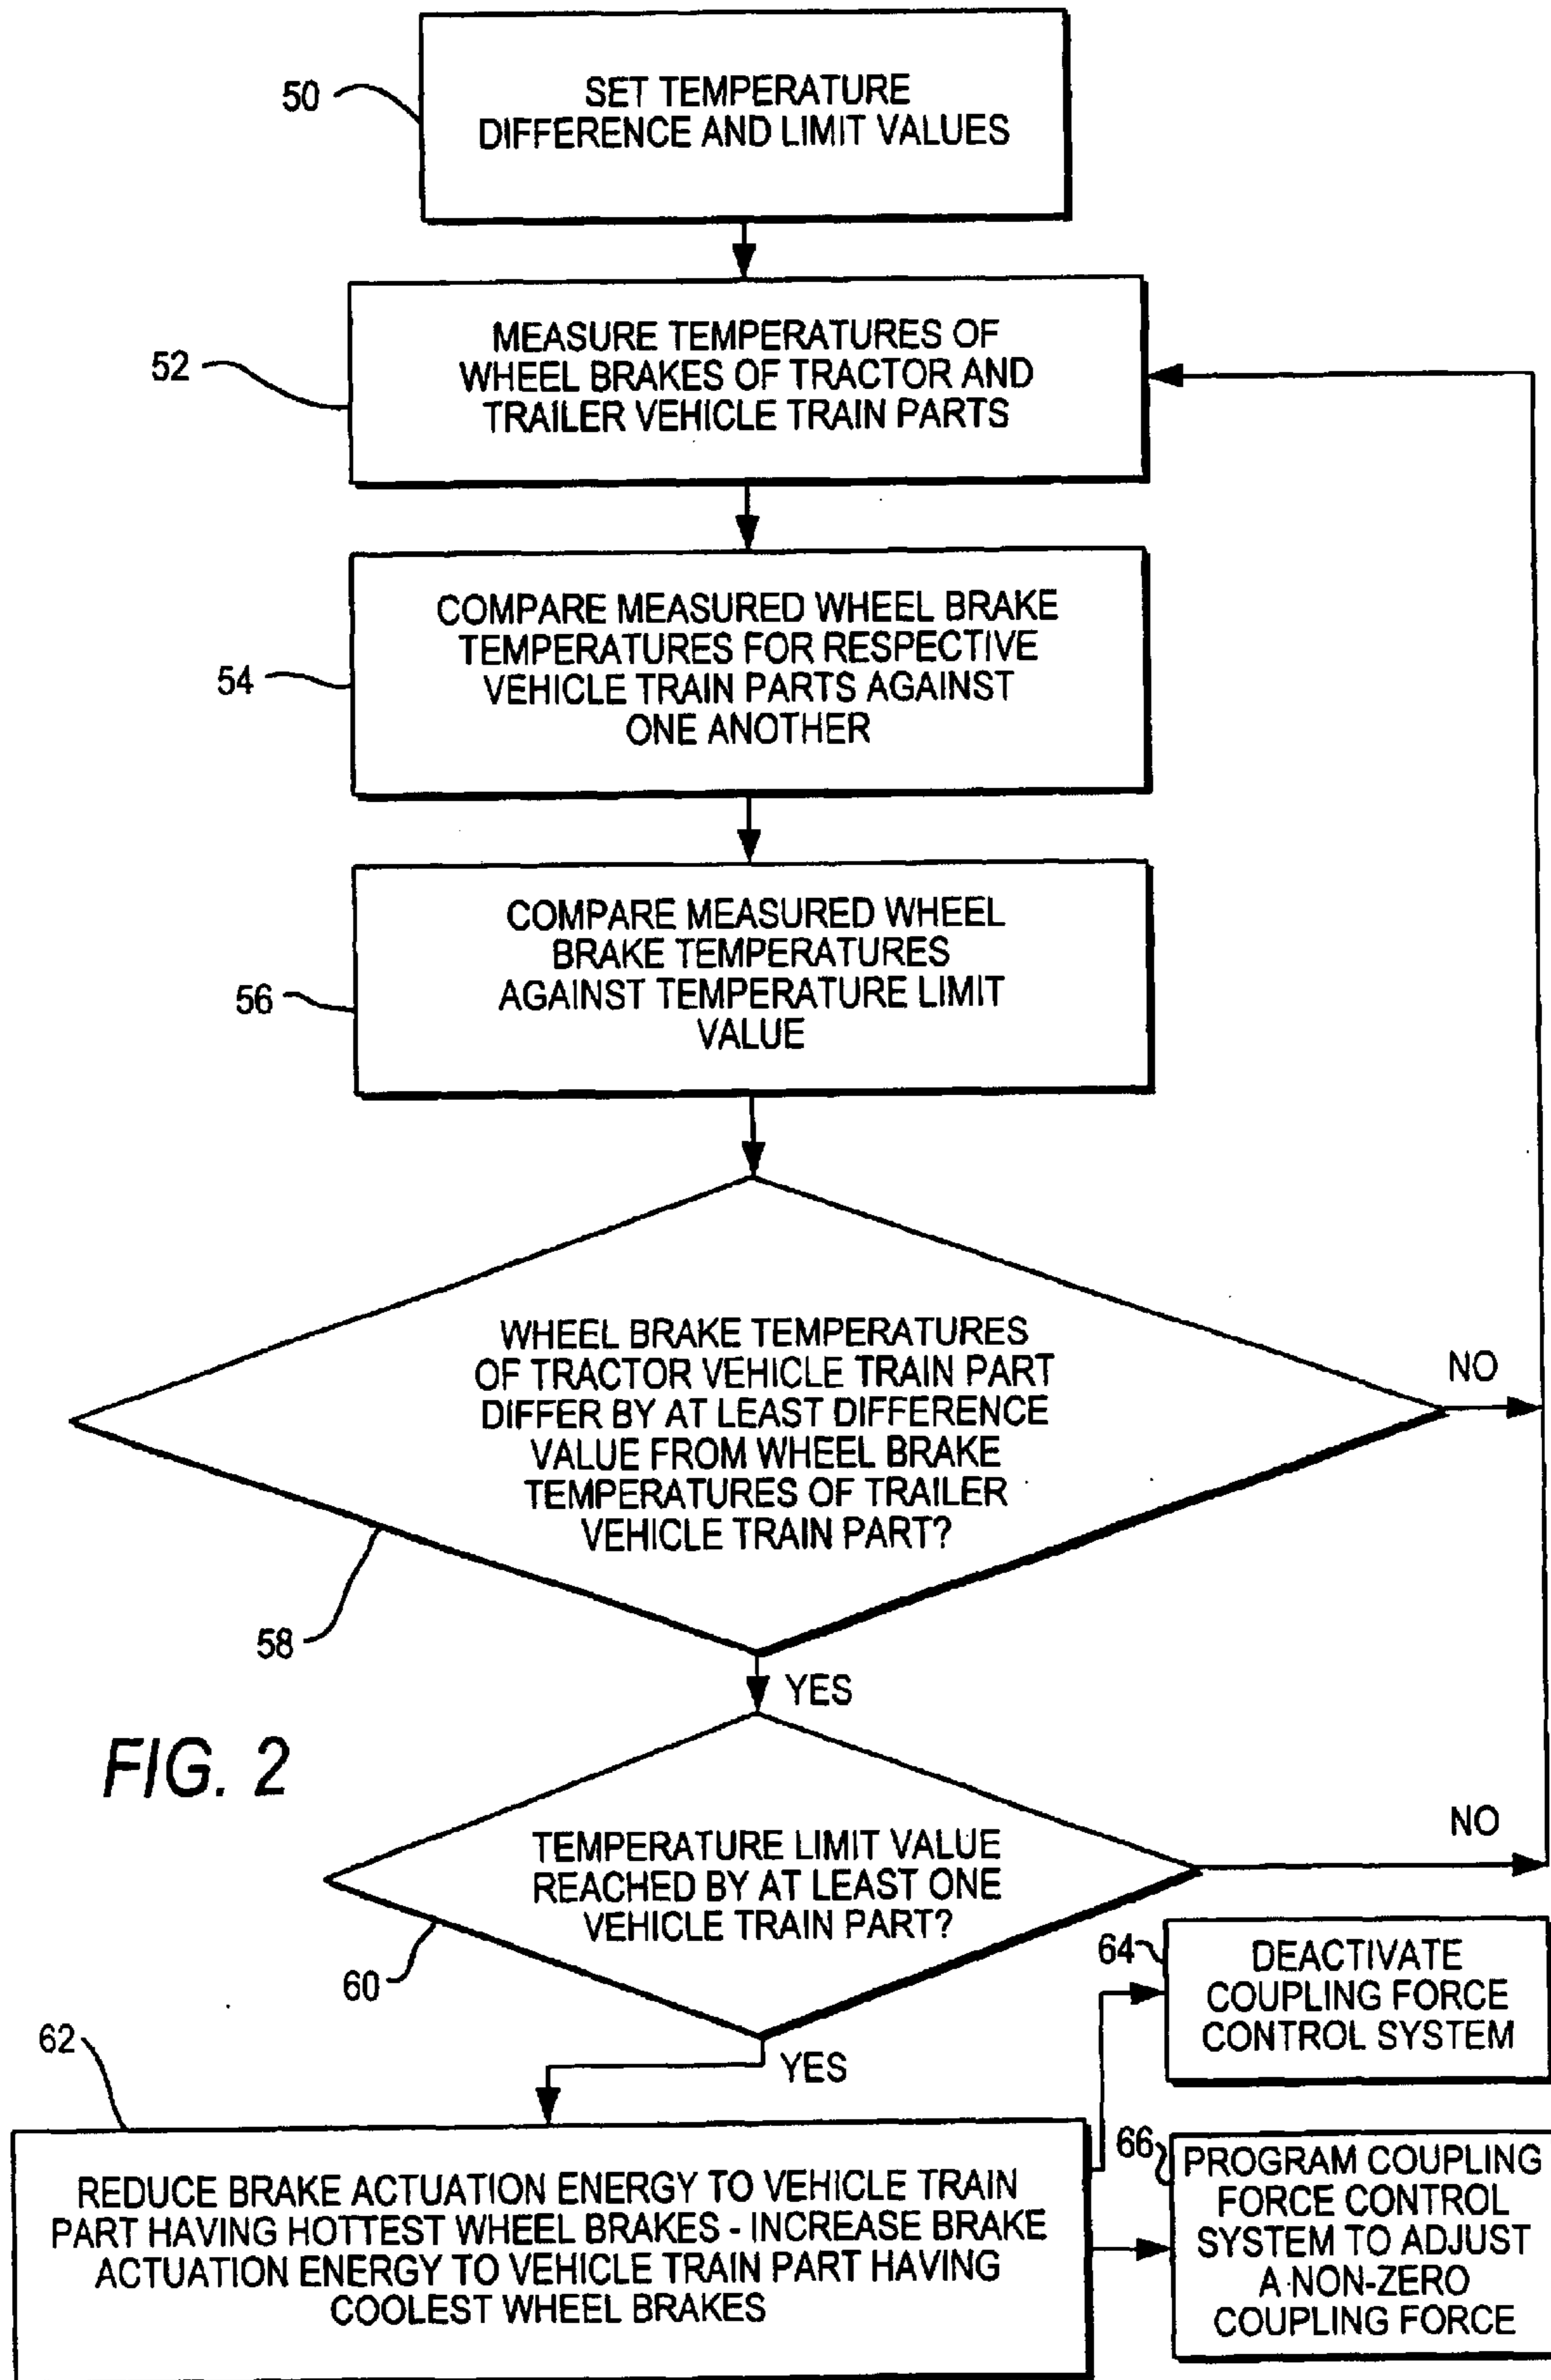 50
SET TEMPERATURE
DIFFERENCE AND LIMIT VALUES
52
MEASURE TEMPERATURES OF
WHEEL BRAKES OF TRACTOR AND
TRAILER VEHICLE TRAIN PARTS
54
COMPARE MEASURED WHEEL BRAKE
TEMPERATURES FOR RESPECTIVE
VEHICLE TRAIN PARTS AGAINST
ONE ANOTHER
56
COMPARE MEASURED WHEEL
BRAKE TEMPERATURES
AGAINST TEMPERATURE LIMIT
VALUE
58
WHEEL BRAKE TEMPERATURES
OF TRACTOR VEHICLE TRAIN PART
DIFFER BY AT LEAST DIFFERENCE
VALUE FROM WHEEL BRAKE
TEMPERATURES OF TRAILER
VEHICLE TRAIN PART?
NO
YES
FIG. 2
60
TEMPERATURE LIMIT VALUE
REACHED BY AT LEAST ONE
VEHICLE TRAIN PART?
NO
YES
62
REDUCE BRAKE ACTUATION ENERGY TO VEHICLE TRAIN
PART HAVING HOTTEST WHEEL BRAKES - INCREASE BRAKE
ACTUATION ENERGY TO VEHICLE TRAIN PART HAVING
COOLEST WHEEL BRAKES
64
DEACTIVATE
COUPLING FORCE
CONTROL SYSTEM
66
PROGRAM COUPLING
FORCE CONTROL
SYSTEM TO ADJUST
A NON-ZERO
COUPLING FORCE